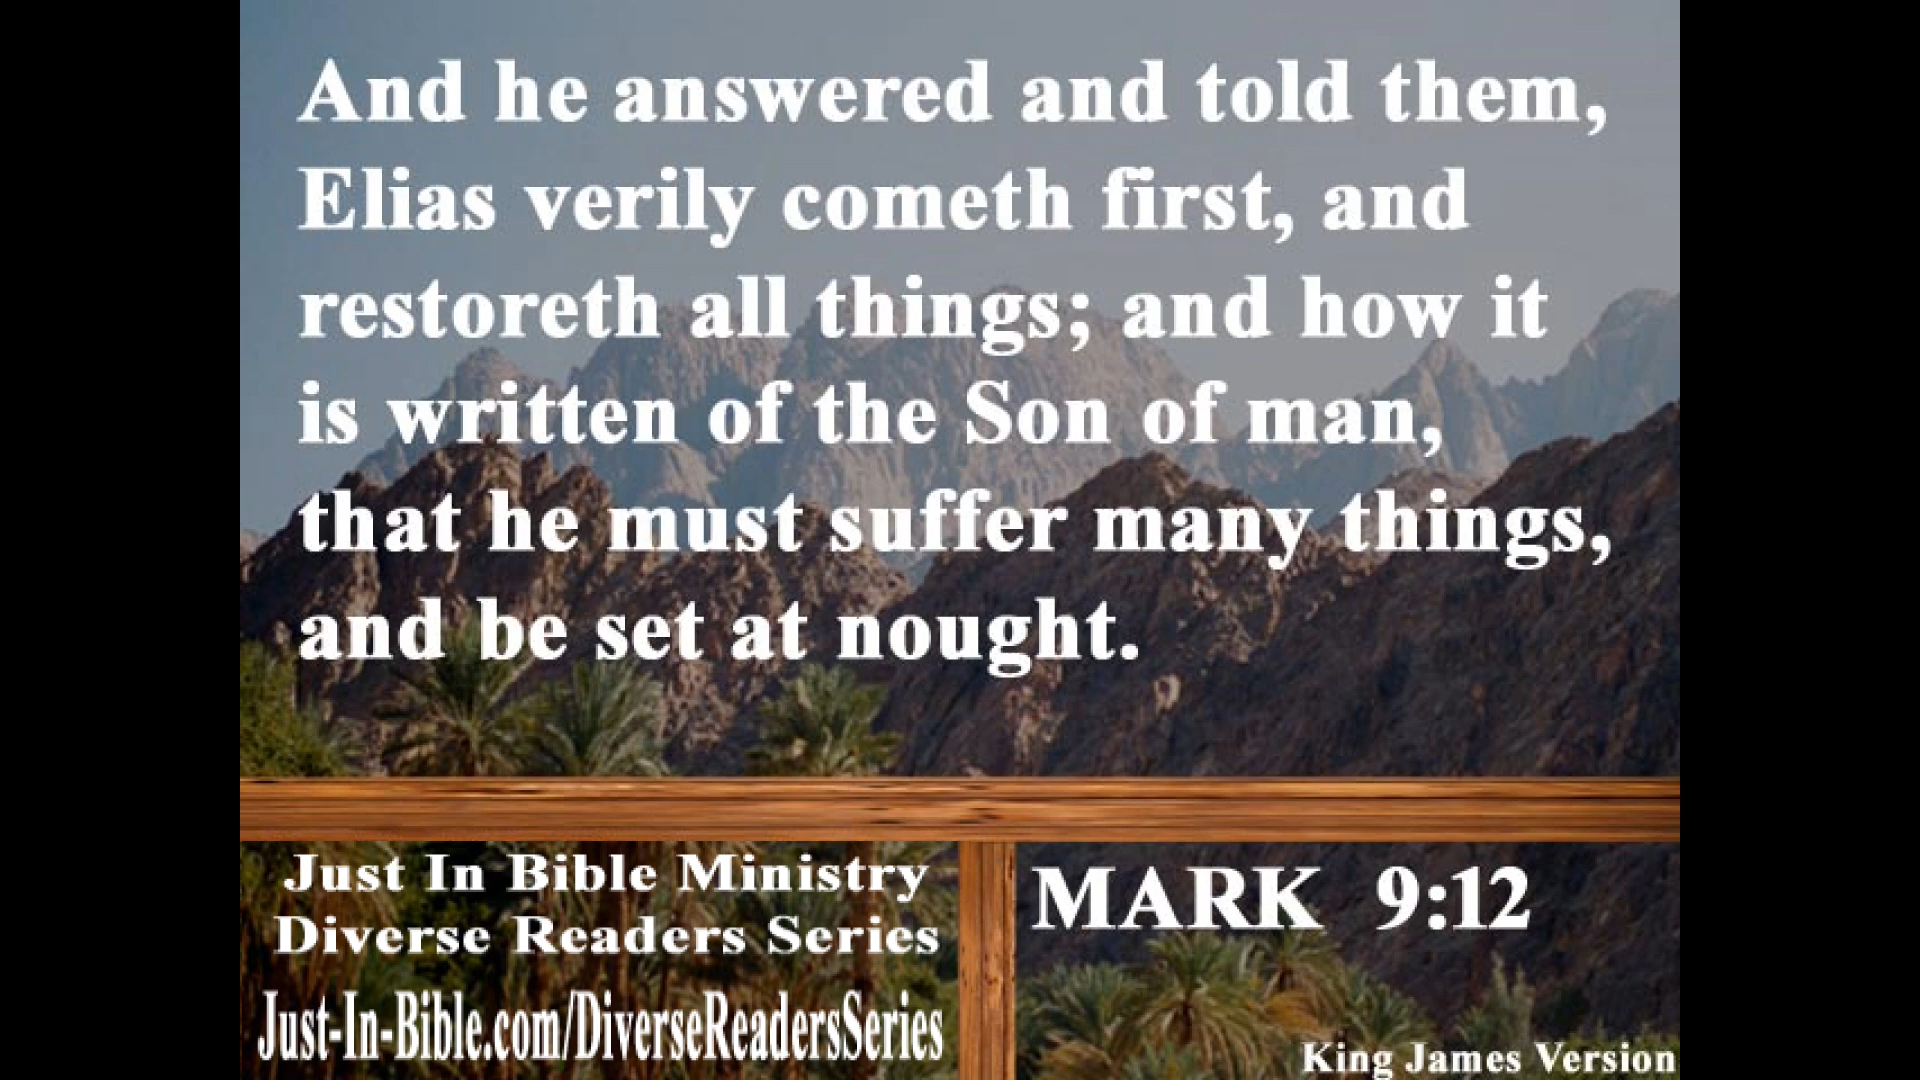 And he answered and told them,
Elias verily cometh first, and
restoreth all things; and how it
is written of the Son of man,
that he must suffer many things,
and be set at nought.
Just In Bible Ministry
Diverse Readers Series
Just-In-Bible.com/DiverseReadersSeries
MARK 9:12
King James Version